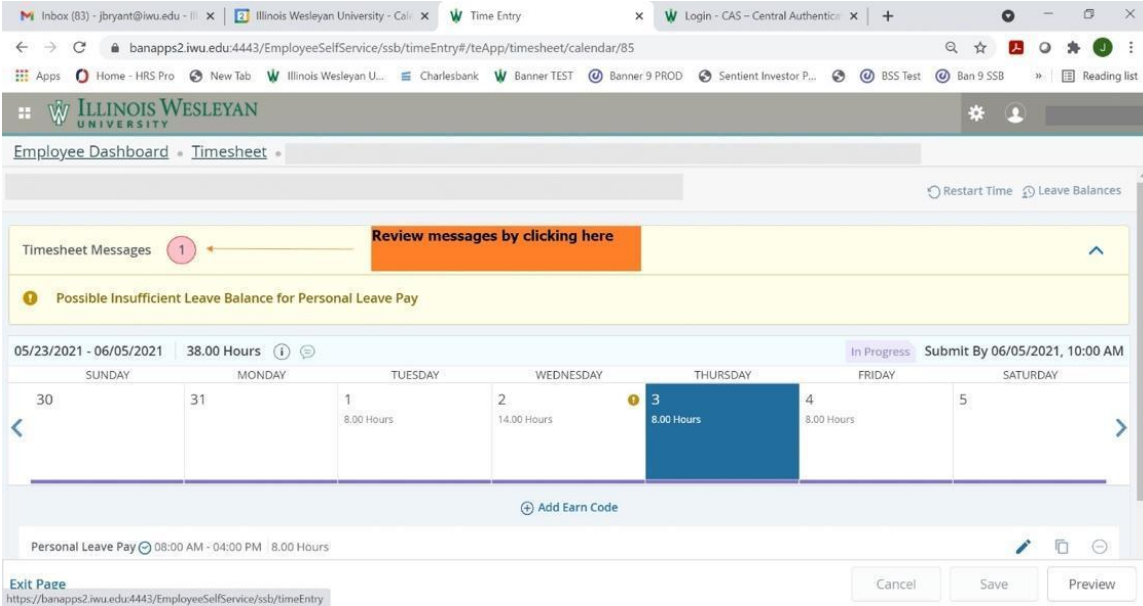 Inbox (83) - jbryant@iwu.edu - Illinois Wesleyan University - Cale Time Entry Login - CAS – Central Authentica
banapps2.iwu.edu:4443/EmployeeSelfService/ssb/timeEntry#/teApp/timesheet/calendar/85
Apps Home - HRS Pro New Tab Illinois Wesleyan U... Charlesbank Banner TEST Banner 9 PROD Sentient Investor P... BSS Test Ban 9 SSB » Reading list
ILLINOIS WESLEYAN
UNIVERSITY
Employee Dashboard • Timesheet •
Restart Time Leave Balances
Timesheet Messages 1 Review messages by clicking here
Possible Insufficient Leave Balance for Personal Leave Pay
05/23/2021 - 06/05/2021 38.00 Hours In Progress Submit By 06/05/2021, 10:00 AM
SUNDAY MONDAY TUESDAY WEDNESDAY THURSDAY FRIDAY SATURDAY
30 31 1 2 3 4 5
8.00 Hours 14.00 Hours 8.00 Hours 8.00 Hours
Add Earn Code
Personal Leave Pay 08:00 AM - 04:00 PM 8.00 Hours
Exit Page Cancel Save Preview
https://banapps2.iwu.edu:4443/EmployeeSelfService/ssb/timeEntry